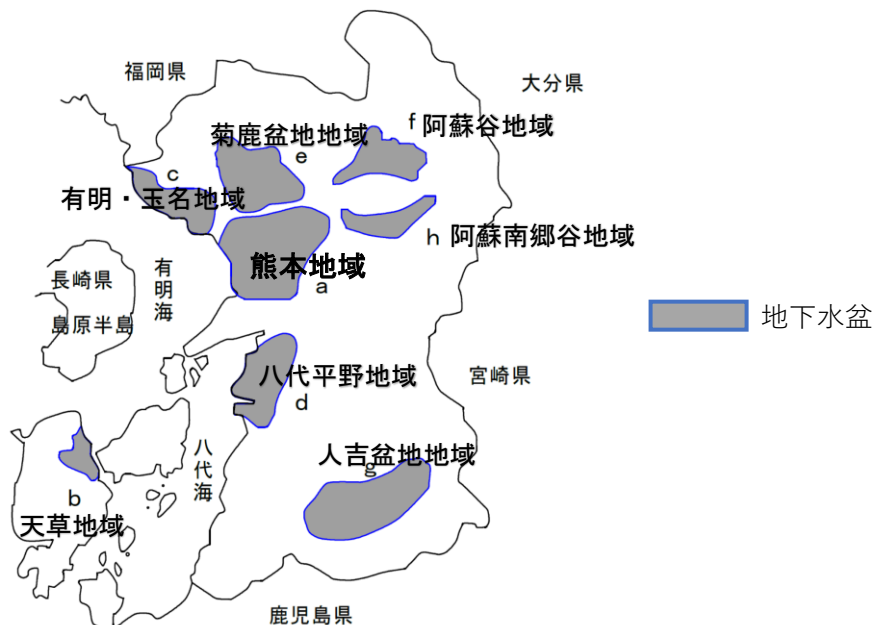 福岡県
大分県
菊鹿盆地地域
e
f
阿蘇谷地域
c
有明・玉名地域
h
阿蘇南郷谷地域
熊本地域
a
長崎県
島原半島
有明海
地下水盆
八代平野地域
d
宮崎県
人吉盆地地域
g
八代海
b
天草地域
鹿児島県